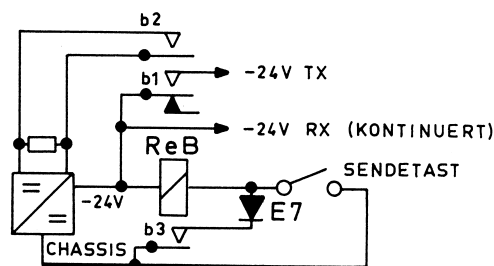 b2
-24V TX
b1
-24V RX (KONTINUERT)
ReB
SENDETAST
-24V
E7
b3
CHASSIS